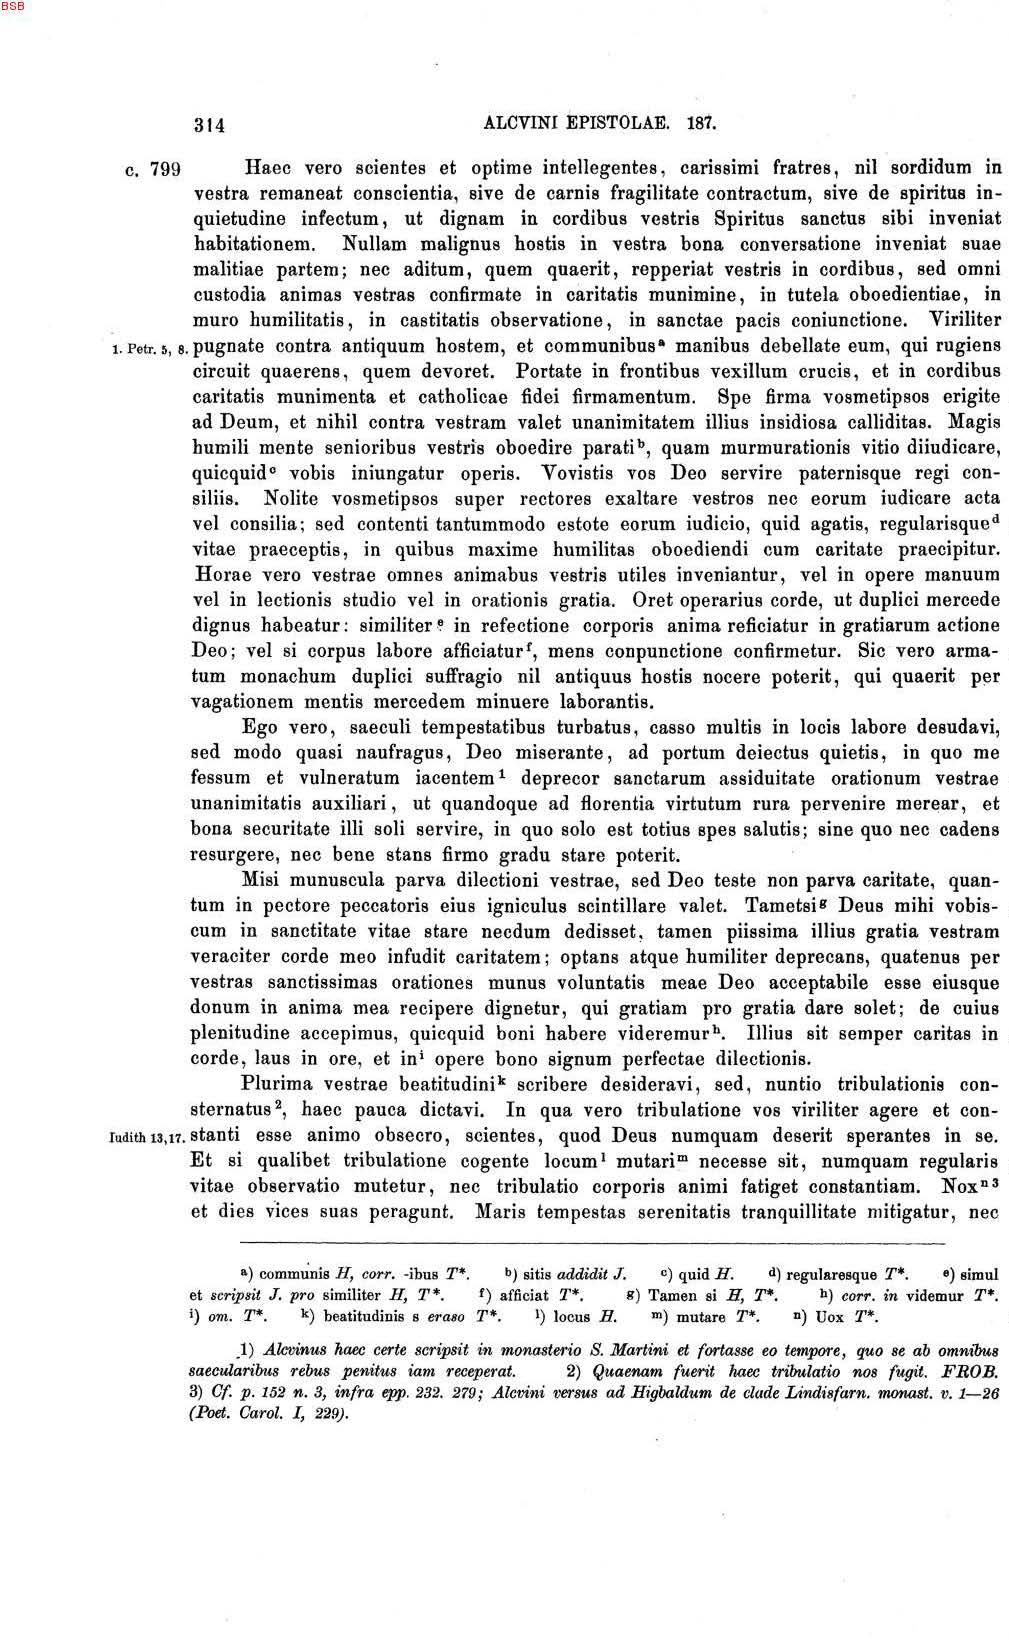 BSB
314 ALCVINI EPISTOLAE. 187.
c. 799 Haec vero scientes et optime intellegentes, carissimi fratres, nil sordidum in
vestra remaneat conscientia, sive de carnis fragilitate contractum, sive de spiritus in-
quietudine infectum, ut dignam in cordibus vestris Spiritus sanctus sibi inveniat
habitationem. Nullam malignus hostis in vestra bona conversatione inveniat suae
malitiae partem; nec aditum, quem quaerit, repperiat vestris in cordibus, sed omni
custodia animas vestras confirmate in caritatis munimine, in tutela oboedientiae, in
muro humilitatis, in castitatis observatione, in sanctae pacis coniunctione. Viriliter
1. Petr. 5, 8. pugnate contra antiquum hostem, et communibusᵃ manibus debellate eum, qui rugiens
circuit quaerens, quem devoret. Portate in frontibus vexillum crucis, et in cordibus
caritatis munimenta et catholicae fidei firmamentum. Spe firma vosmetipsos erigite
ad Deum, et nihil contra vestram valet unanimitatem illius insidiosa calliditas. Magis
humili mente senioribus vestris oboedire paratiᵇ, quam murmurationis vitio diiudicare,
quicquidᶜ vobis iniungatur operis. Vovistis vos Deo servire paternisque regi con-
siliis. Nolite vosmetipsos super rectores exaltare vestros nec eorum iudicare acta
vel consilia; sed contenti tantummodo estote eorum iudicio, quid agatis, regularisqueᵈ
vitae praeceptis, in quibus maxime humilitas oboediendi cum caritate praecipitur.
Horae vero vestrae omnes animabus vestris utiles inveniantur, vel in opere manuum
vel in lectionis studio vel in orationis gratia. Oret operarius corde, ut duplici mercede
dignus habeatur: similiterᵉ in refectione corporis anima reficiatur in gratiarum actione
Deo; vel si corpus labore afficiaturᶠ, mens conpunctione confirmetur. Sic vero arma-
tum monachum duplici suffragio nil antiquus hostis nocere poterit, qui quaerit per
vagationem mentis mercedem minuere laborantis.
Ego vero, saeculi tempestatibus turbatus, casso multis in locis labore desudavi,
sed modo quasi naufragus, Deo miserante, ad portum deiectus quietis, in quo me
fessum et vulneratum iacentem¹ deprecor sanctarum assiduitate orationum vestrae
unanimitatis auxiliari, ut quandoque ad florentia virtutum rura pervenire merear, et
bona securitate illi soli servire, in quo solo est totius spes salutis; sine quo nec cadens
resurgere, nec bene stans firmo gradu stare poterit.
Misi munuscula parva dilectioni vestrae, sed Deo teste non parva caritate, quan-
tum in pectore peccatoris eius igniculus scintillare valet. Tametsiᵍ Deus mihi vobis-
cum in sanctitate vitae stare necdum dedisset, tamen piissima illius gratia vestram
veraciter corde meo infudit caritatem; optans atque humiliter deprecans, quatenus per
vestras sanctissimas orationes munus voluntatis meae Deo acceptabile esse eiusque
donum in anima mea recipere dignetur, qui gratiam pro gratia dare solet; de cuius
plenitudine accepimus, quicquid boni habere videremurʰ. Illius sit semper caritas in
corde, laus in ore, et inⁱ opere bono signum perfectae dilectionis.
Plurima vestrae beatitudiniᵏ scribere desideravi, sed, nuntio tribulationis con-
sternatus², haec pauca dictavi. In qua vero tribulatione vos viriliter agere et con-
Iudith 13,17. stanti esse animo obsecro, scientes, quod Deus numquam deserit sperantes in se.
Et si qualibet tribulatione cogente locumˡ mutariᵐ necesse sit, numquam regularis
vitae observatio mutetur, nec tribulatio corporis animi fatiget constantiam. Noxⁿ³
et dies vices suas peragunt. Maris tempestas serenitatis tranquillitate mitigatur, nec
ᵃ) communis H, corr. -ibus T*. ᵇ) sitis addidit J. ᶜ) quid H. ᵈ) regularesque T*. ᵉ) simul
et scripsit J. pro similiter H, T*. ᶠ) afficiat T*. ᵍ) Tamen si H, T*. ʰ) corr. in videmur T*.
ⁱ) om. T*. ᵏ) beatitudinis s eraso T*. ˡ) locus H. ᵐ) mutare T*. ⁿ) Uox T*.
1) Alcvinus haec certe scripsit in monasterio S. Martini et fortasse eo tempore, quo se ab omnibus
saecularibus rebus penitus iam receperat. 2) Quaenam fuerit haec tribulatio nos fugit. FROB.
3) Cf. p. 152 n. 3, infra epp. 232. 279; Alcvini versus ad Higbaldum de clade Lindisfarn. monast. v. 1—26
(Poet. Carol. I, 229).